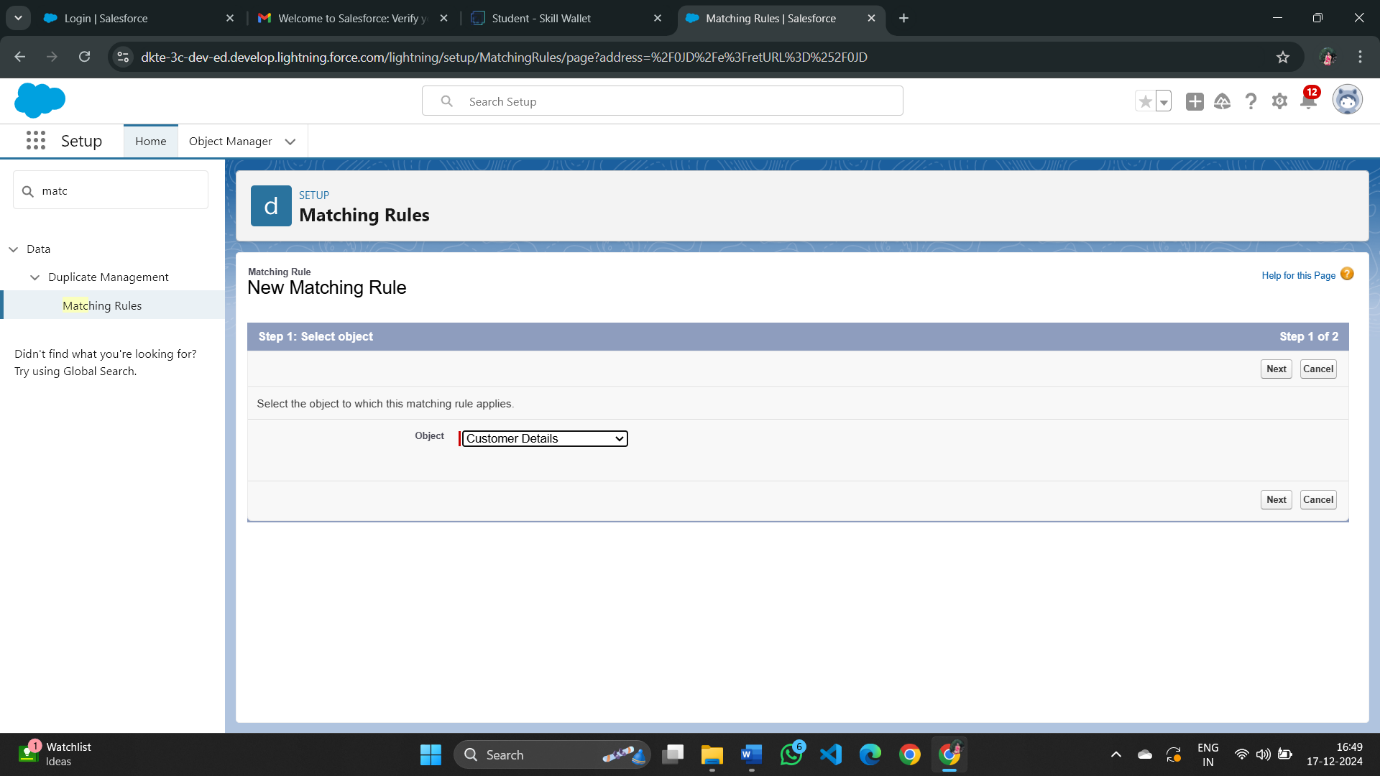 Login | Salesforce
Welcome to Salesforce: Verify y
Student - Skill Wallet
Matching Rules | Salesforce
dkte-3c-dev-ed.develop.lightning.force.com/lightning/setup/MatchingRules/page?address=%2F0JD%2Fe%3FretURL%3D%252F0JD
Search Setup
12
Setup
Home
Object Manager
matc
Data
Duplicate Management
Matching Rules
Didn't find what you're looking for?
Try using Global Search.
d
SETUP
Matching Rules
Matching Rule
New Matching Rule
Help for this Page
Step 1: Select object
Step 1 of 2
Next
Cancel
Select the object to which this matching rule applies.
Object
Customer Details
Next
Cancel
1
Watchlist
Ideas
Search
6
ENG
IN
16:49
17-12-2024